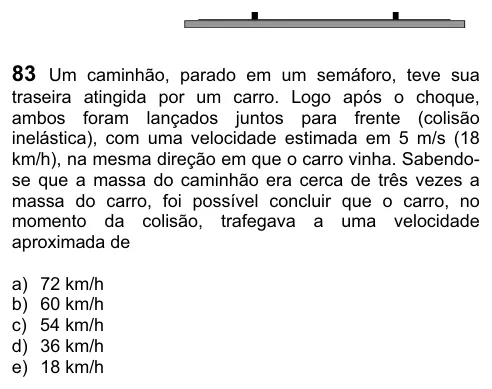 83 Um caminhão, parado em um semáforo, teve sua
traseira atingida por um carro. Logo após o choque,
ambos foram lançados juntos para frente (colisão
inelástica), com uma velocidade estimada em 5 m/s (18
km/h), na mesma direção em que o carro vinha. Sabendo-
se que a massa do caminhão era cerca de três vezes a
massa do carro, foi possível concluir que o carro, no
momento da colisão, trafegava a uma velocidade
aproximada de
a) 72 km/h
b) 60 km/h
c) 54 km/h
d) 36 km/h
e) 18 km/h